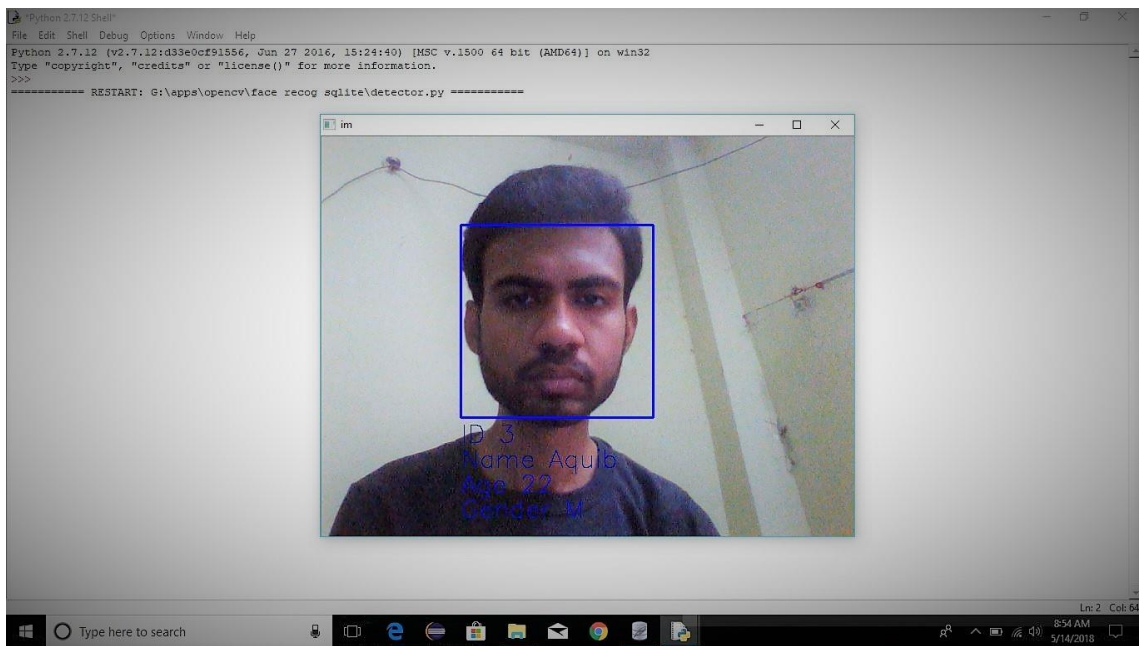 *Python 2.7.12 Shell*
File Edit Shell Debug Options Window Help
Python 2.7.12 (v2.7.12:d33e0cf91556, Jun 27 2016, 15:24:40) [MSC v.1500 64 bit (AMD64)] on win32
Type "copyright", "credits" or "license()" for more information.
>>>
=========== RESTART: G:\apps\opencv\face recog sqlite\detector.py ===========
im
ID 3
Name Aquib
Age 22
Gender M
Ln: 2 Col: 64
Type here to search
8:54 AM
5/14/2018